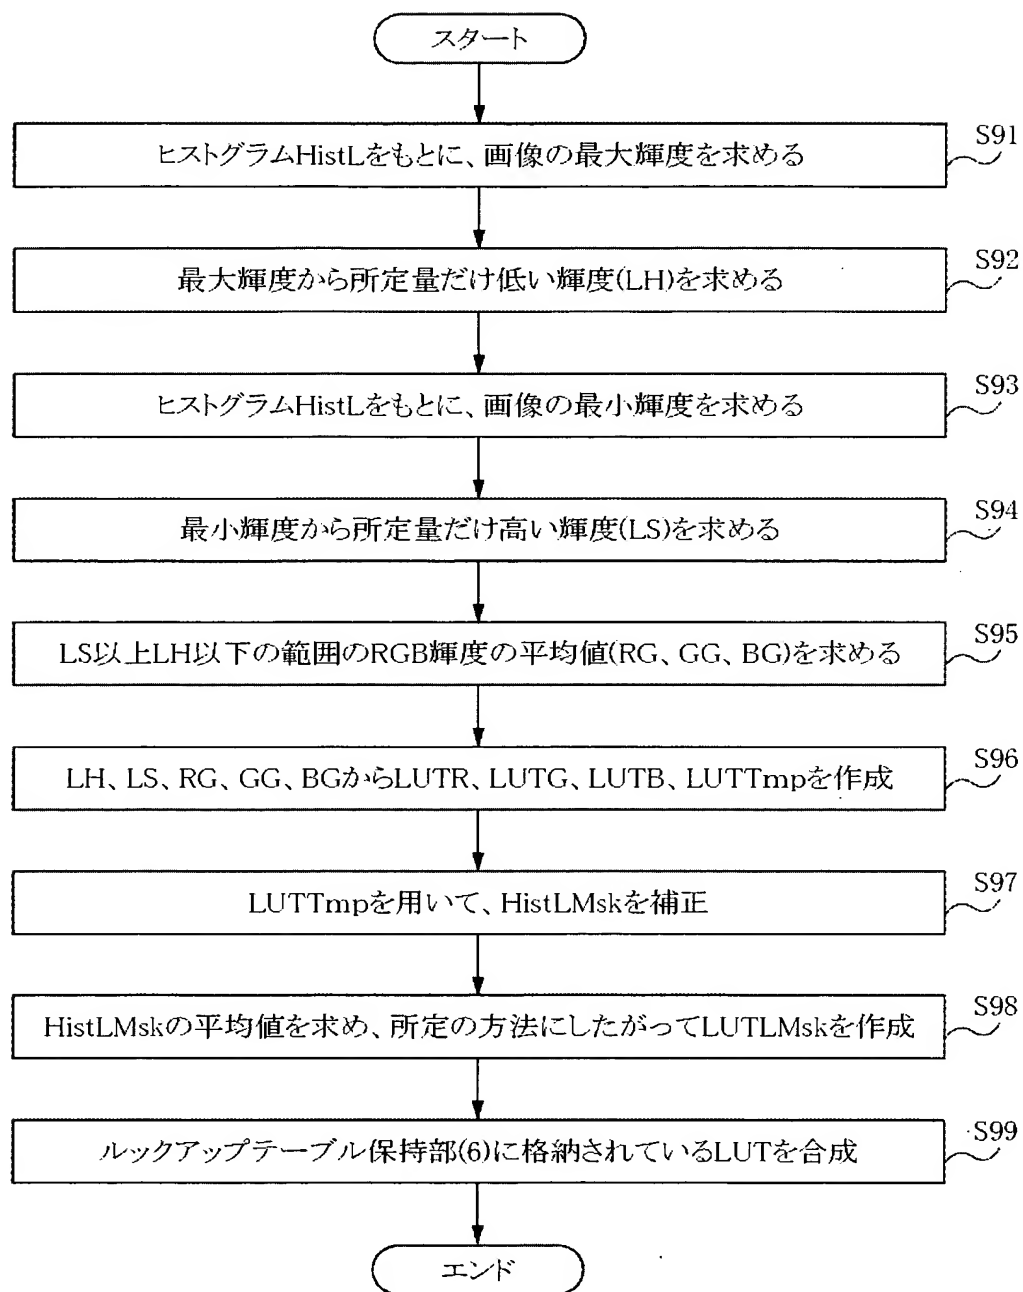 スタート
ヒストグラムHistLをもとに、画像の最大輝度を求める
S91
最大輝度から所定量だけ低い輝度(LH)を求める
S92
ヒストグラムHistLをもとに、画像の最小輝度を求める
S93
最小輝度から所定量だけ高い輝度(LS)を求める
S94
LS以上LH以下の範囲のRGB輝度の平均値(RG、GG、BG)を求める
S95
LH、LS、RG、GG、BGからLUTR、LUTG、LUTB、LUTTmpを作成
S96
LUTTmpを用いて、HistLMskを補正
S97
HistLMskの平均値を求め、所定の方法にしたがってLUTLMskを作成
S98
ルックアップテーブル保持部(6)に格納されているLUTを合成
S99
エンド